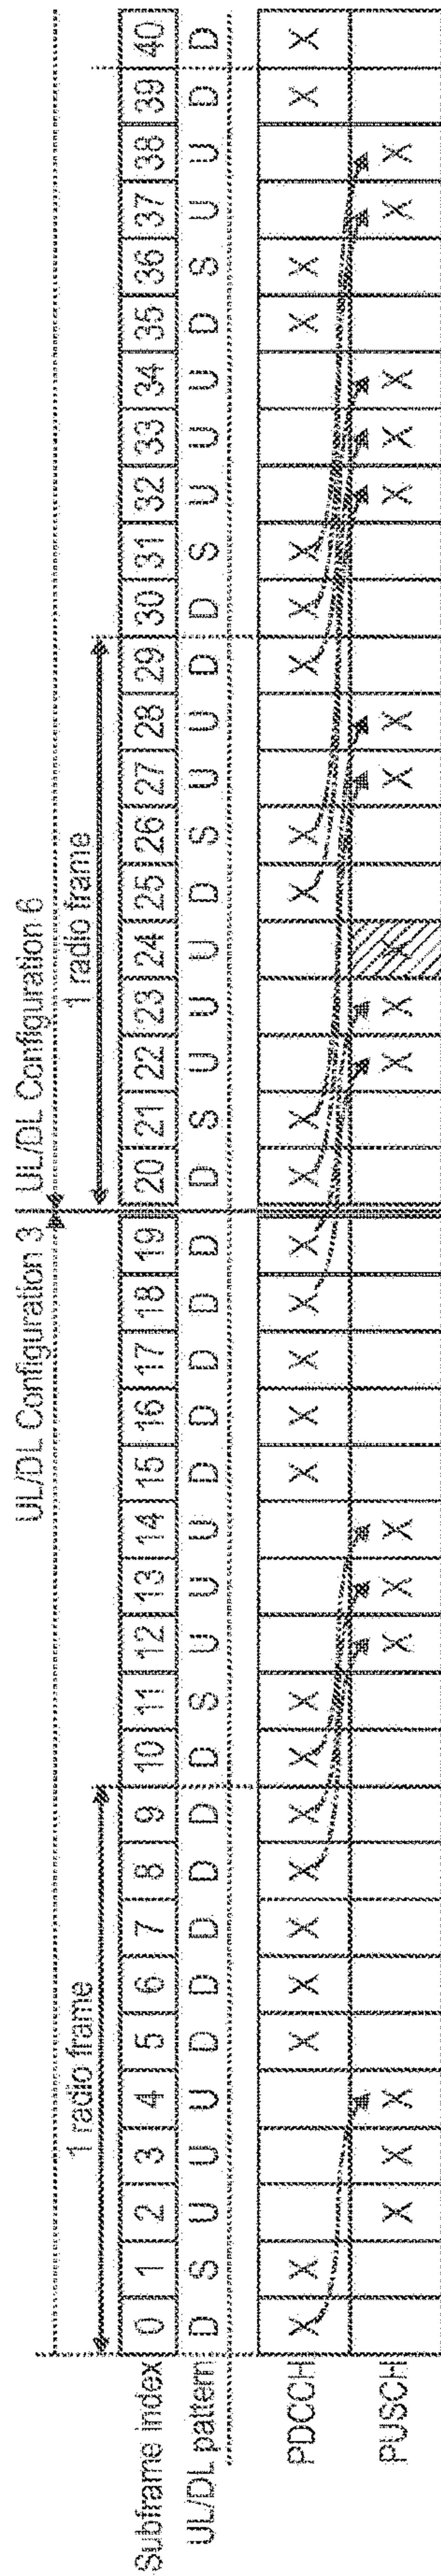 UL/DL Configuration 3 UL/DL Configuration 6
1 radio frame 1 radio frame
Subframe index 0 1 2 3 4 5 6 7 8 9 10 11 12 13 14 15 16 17 18 19 20 21 22 23 24 25 26 27 28 29 30 31 32 33 34 35 36 37 38 39 40
UL/DL pattern D S U U U D D D D D D S U U U D D D D D D S U U U D S U U D D S U U U D S U U D D
PDCCH X X X X X X X X X X X X X X X X X X X X X X X X X
PUSCH X X X X X X X X X X X X X X X X